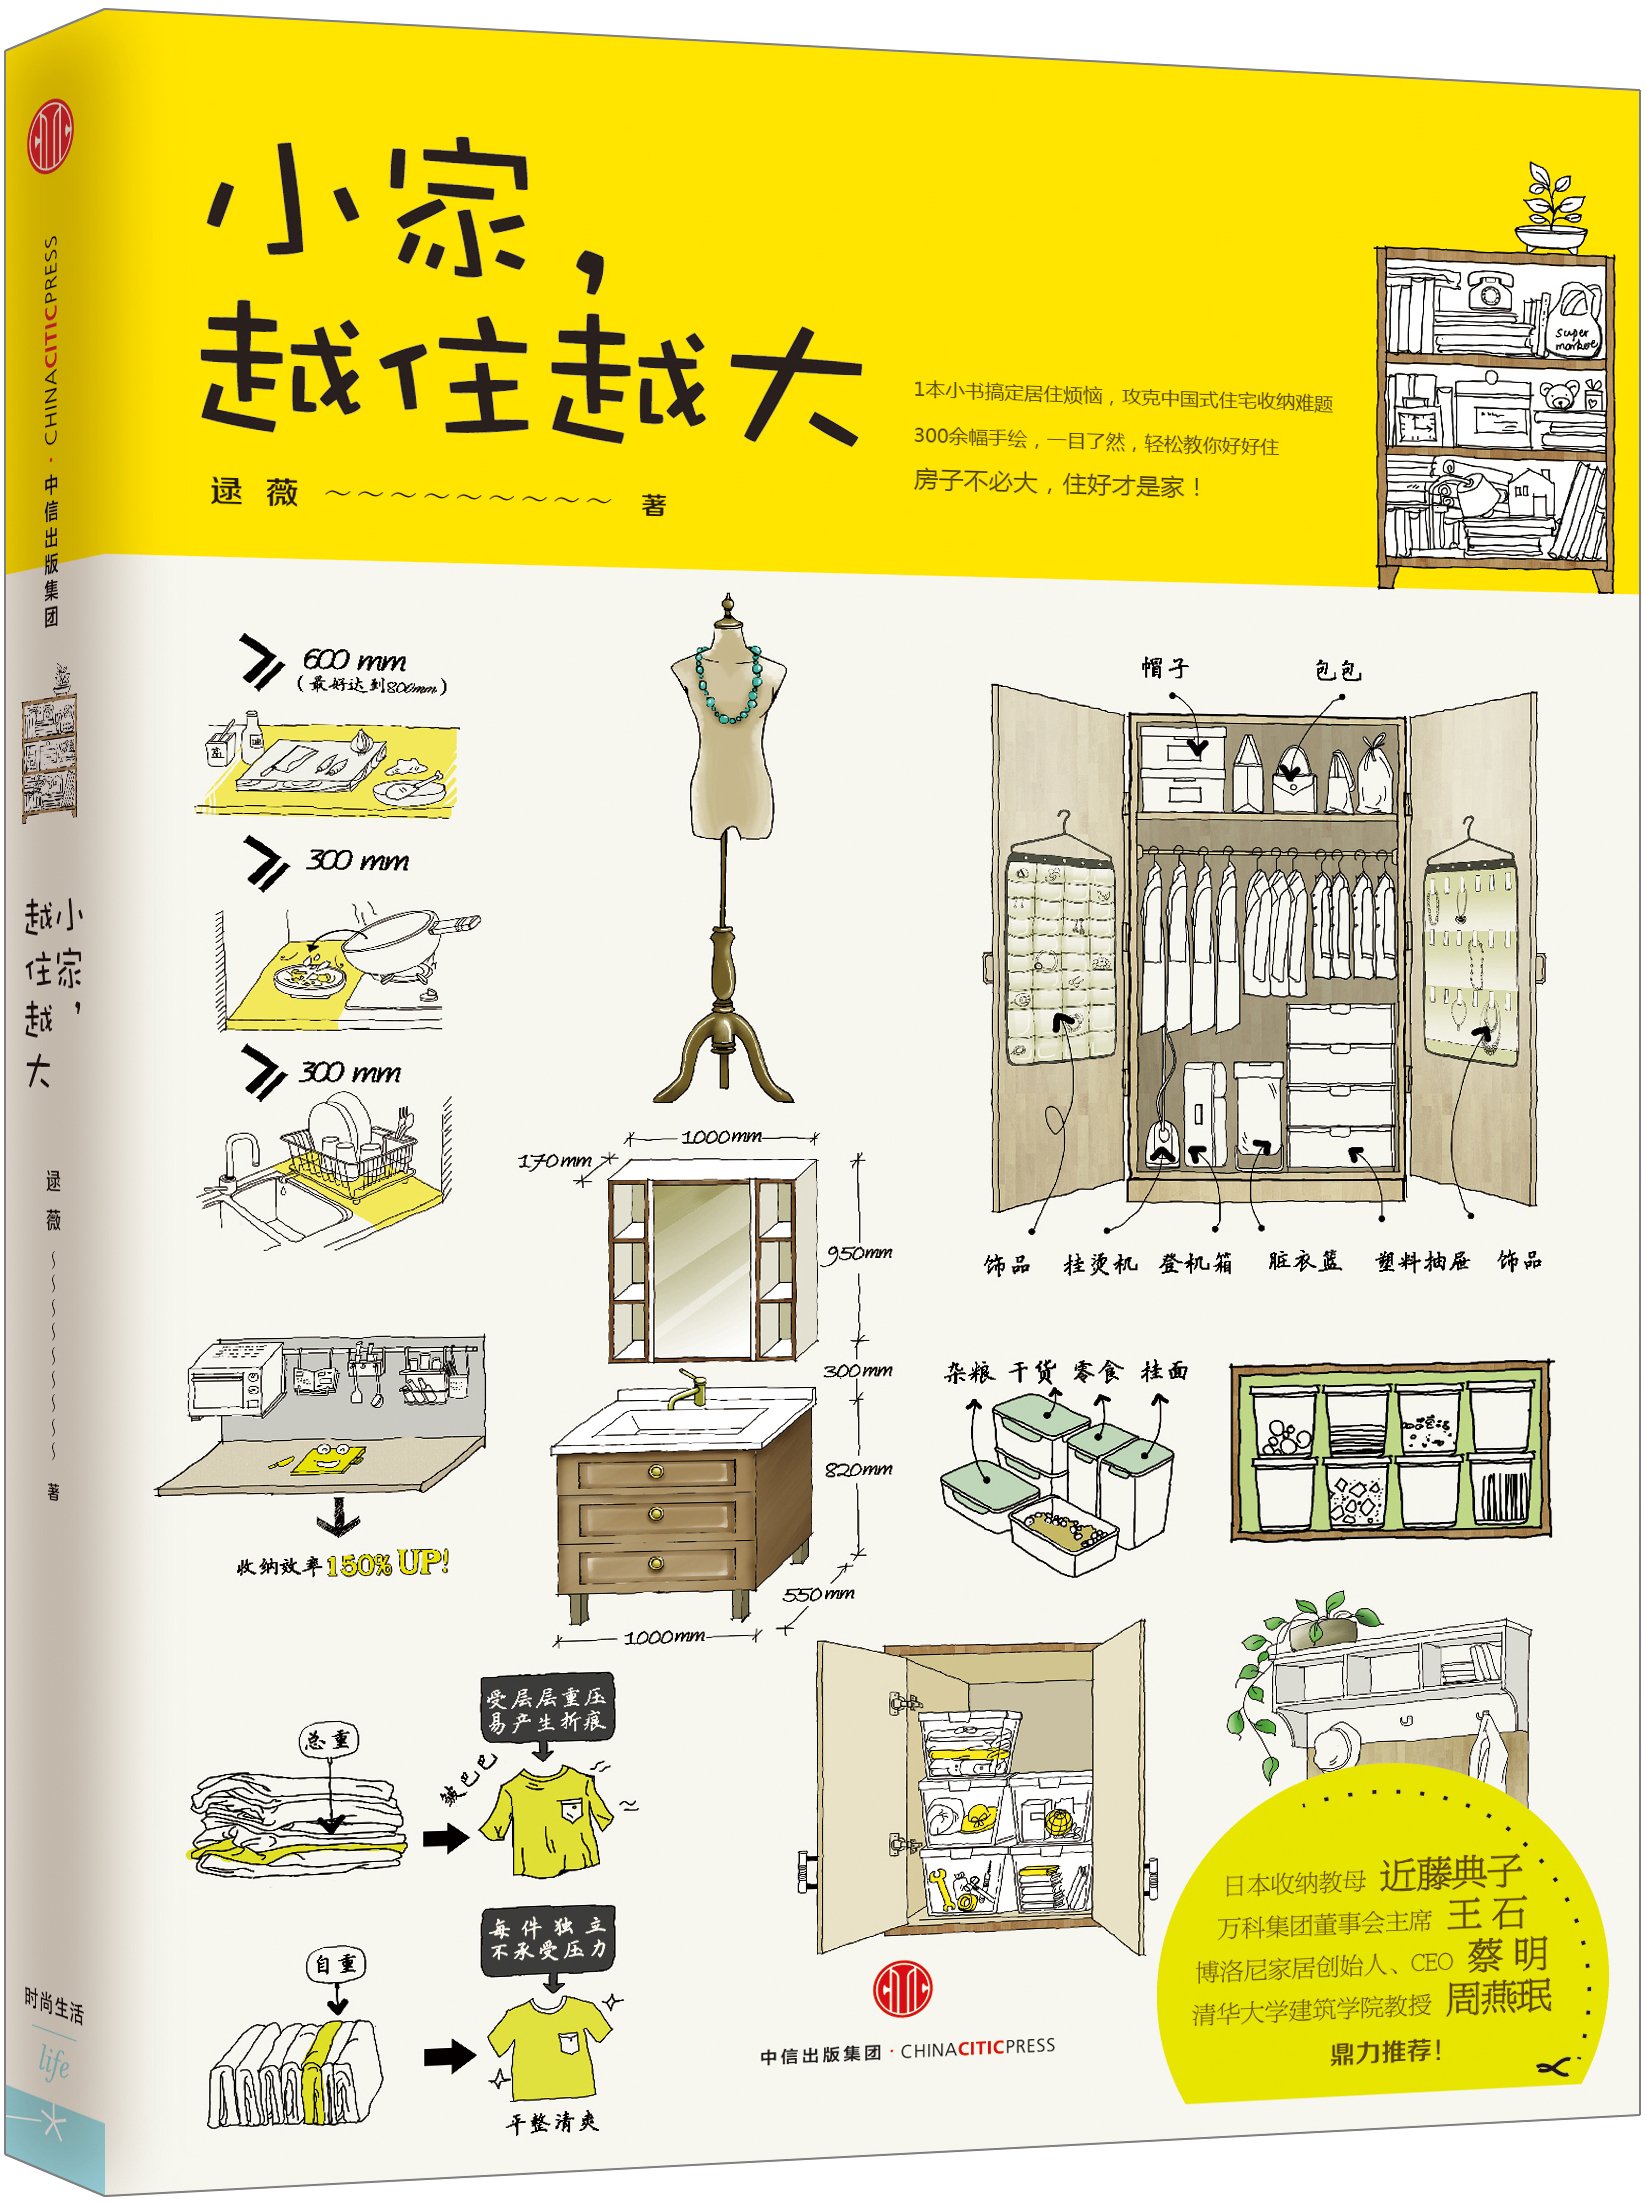 小家，
越住越大
逯薇 ~~~~~~~~~ 著
1本小书搞定居住烦恼，攻克中国式住宅收纳难题
300余幅手绘，一目了然，轻松教你好好住
房子不必大，住好才是家！
super
market
≥ 600 mm
（最好达到800mm）
盐
≥ 300 mm
≥ 300 mm
收纳效率150% UP!
1000mm
170mm
950mm
300mm
820mm
550mm
1000mm
帽子
包包
饰品 挂烫机 登机箱 脏衣篮 塑料抽屉 饰品
杂粮 干货 零食 挂面
总重
皱巴巴
受层层重压
易产生折痕
自重
每件独立
不承受压力
平整清爽
中信出版集团·CHINACITICPRESS
日本收纳教母 近藤典子
万科集团董事会主席 王石
博洛尼家居创始人、CEO 蔡明
清华大学建筑学院教授 周燕珉
鼎力推荐！
CHINACITICPRESS
中信出版集团
小家，
越住越大
逯薇 ~~~~~~~~~ 著
时尚生活
life